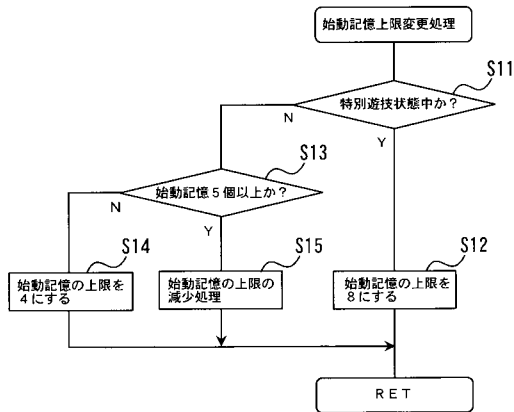 始動記憶上限変更処理
S11
特別遊技状態中か？
N
Y
S13
始動記憶５個以上か？
N
Y
S14
S15
S12
始動記憶の上限を
４にする
始動記憶の上限の
減少処理
始動記憶の上限を
８にする
ＲＥＴ